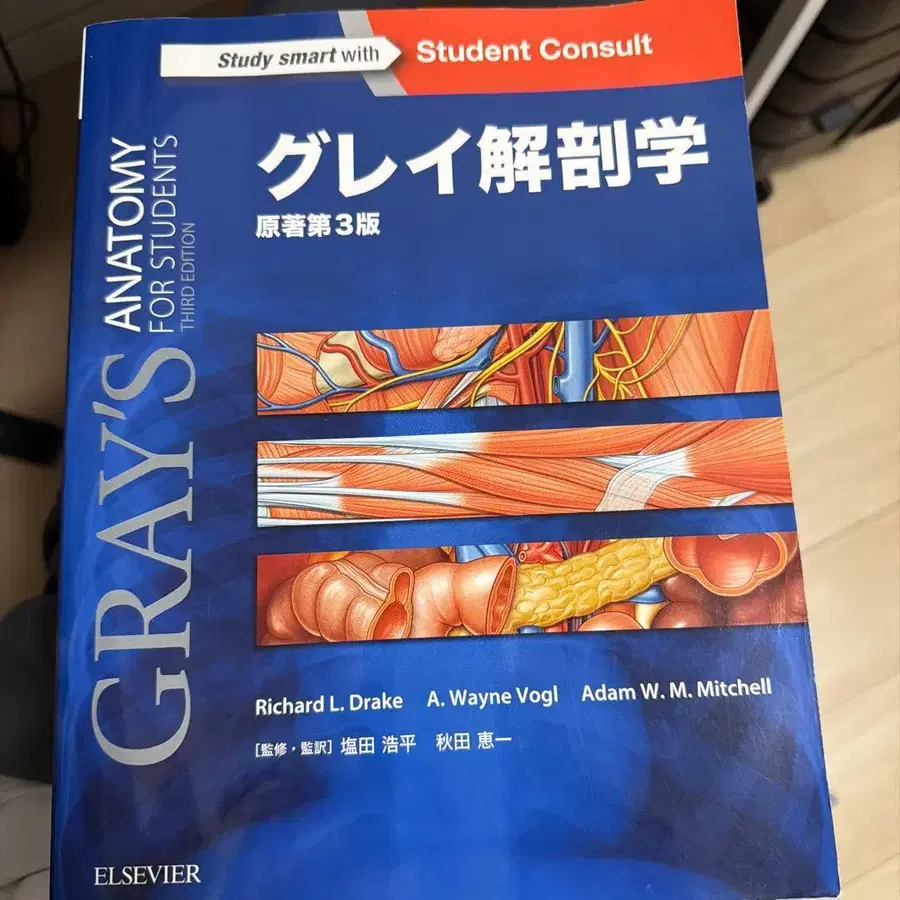 Study smart with Student Consult
グレイ解剖学
原著第3版
GRAY'S
ANATOMY
FOR STUDENTS
THIRD EDITION
Richard L. Drake A. Wayne Vogl Adam W. M. Mitchell
[監修・監訳] 塩田 浩平 秋田 恵一
ELSEVIER